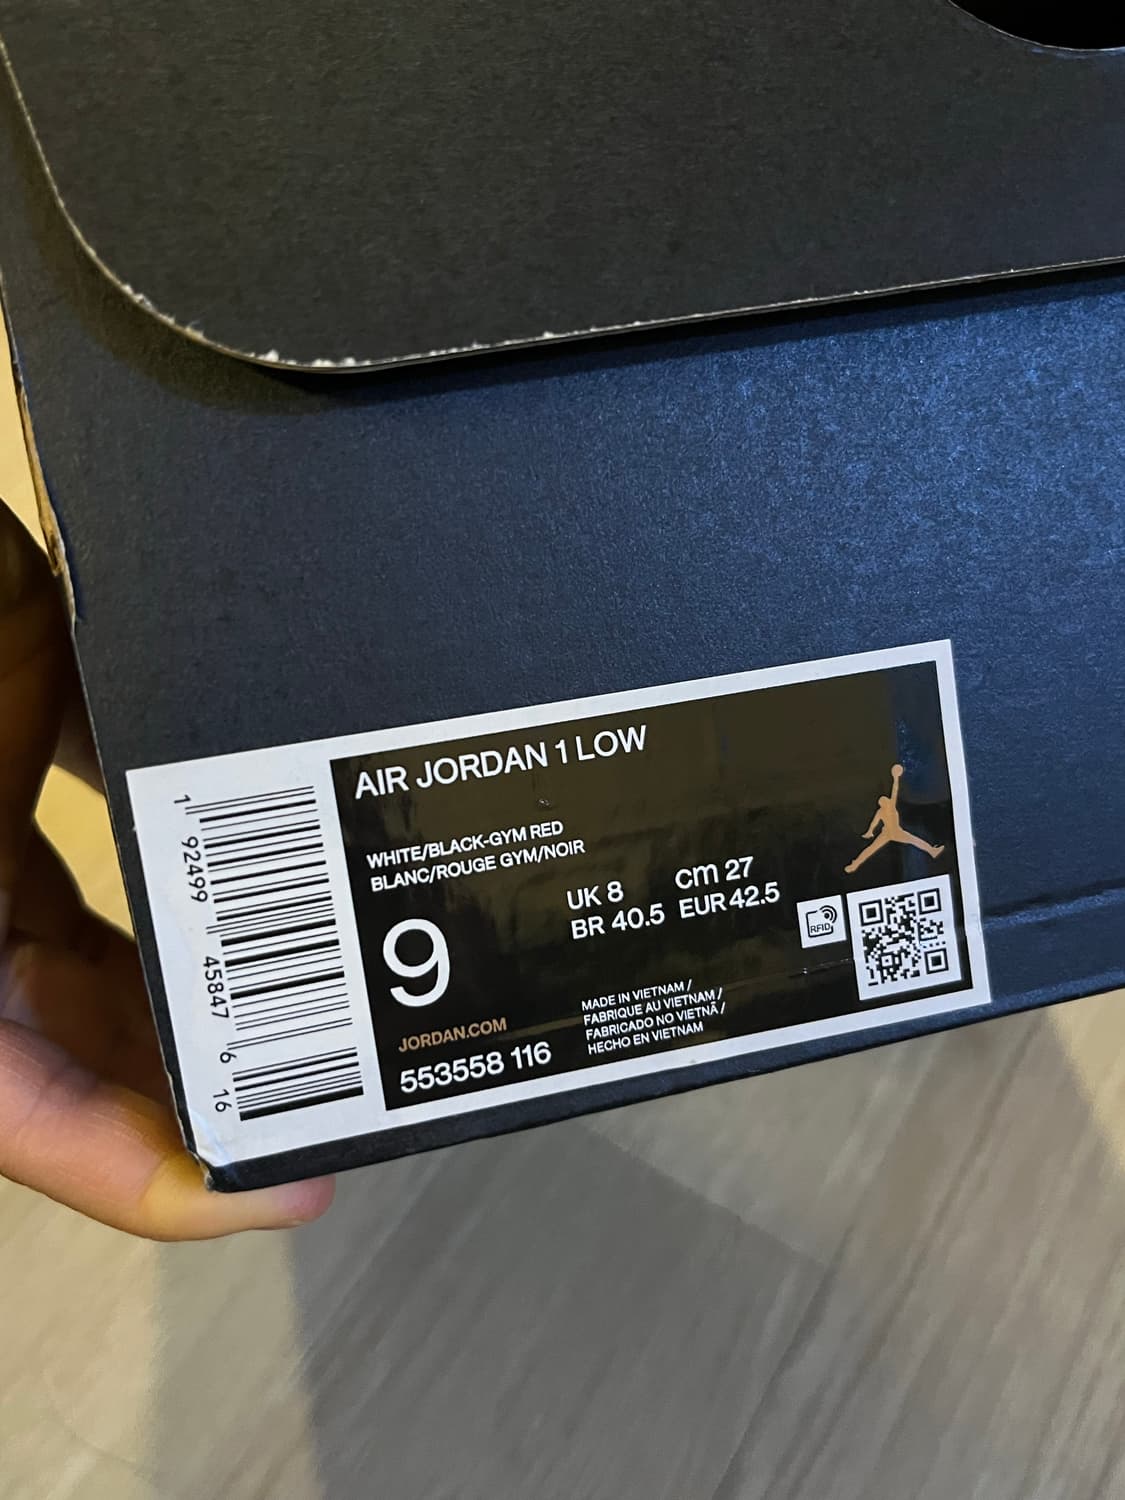 AIR JORDAN 1 LOW
WHITE/BLACK-GYM RED
BLANC/ROUGE GYM/NOIR
UK 8 cm 27
BR 40.5 EUR 42.5
9
RFID
JORDAN.COM
553558 116
MADE IN VIETNAM /
FABRIQUE AU VIETNAM /
FABRICADO NO VIETNÃ /
HECHO EN VIETNAM
1 92499 45847 6 16